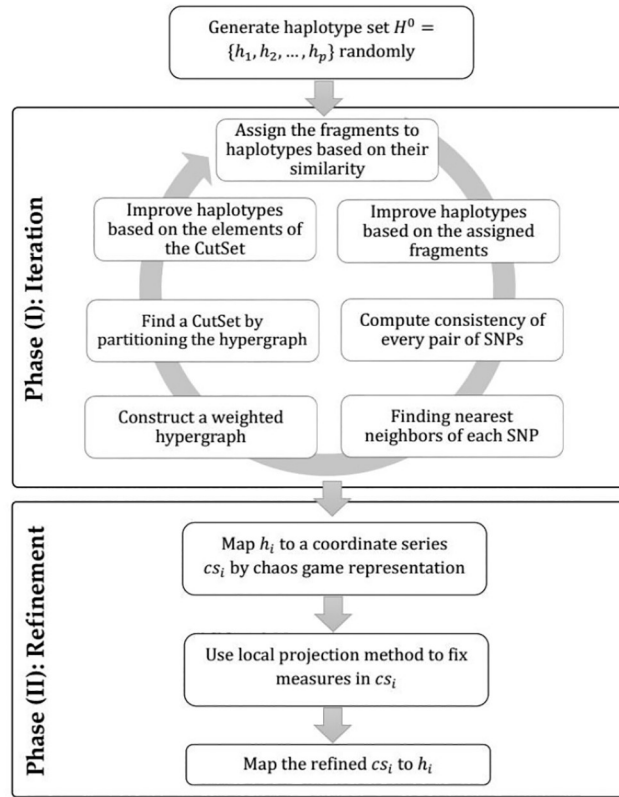 Generate haplotype set H⁰ =
{h₁, h₂, … , hₚ} randomly
Phase (I): Iteration
Assign the fragments to
haplotypes based on their
similarity
Improve haplotypes
based on the assigned
fragments
Compute consistency of
every pair of SNPs
Finding nearest
neighbors of each SNP
Construct a weighted
hypergraph
Find a CutSet by
partitioning the hypergraph
Improve haplotypes
based on the elements of
the CutSet
Phase (II): Refinement
Map hᵢ to a coordinate series
csᵢ by chaos game representation
Use local projection method to fix
measures in csᵢ
Map the refined csᵢ to hᵢ